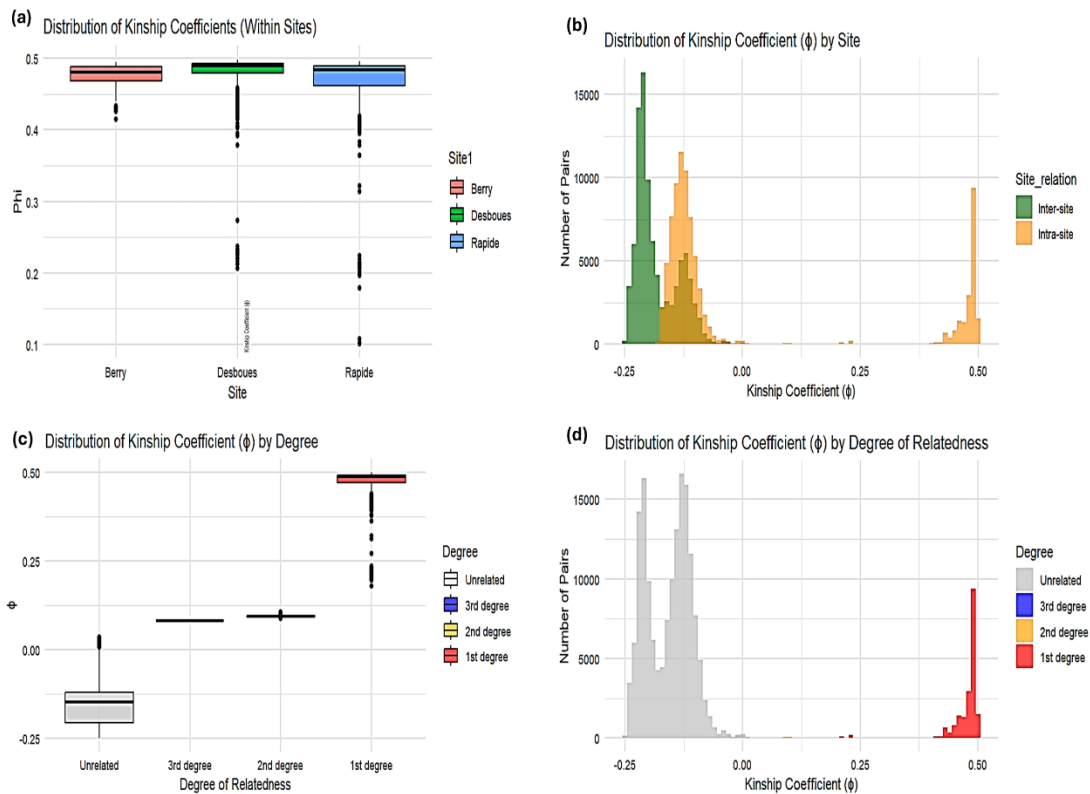 (a)
Distribution of Kinship Coefficients (Within Sites)
0.5
0.4
0.3
0.2
0.1
Phi
Kinship Coefficient (ϕ)
Berry
Desboues
Rapide
Site
Site1
Berry
Desboues
Rapide
(b)
Distribution of Kinship Coefficient (ϕ) by Site
15000
10000
5000
0
Number of Pairs
-0.25
0.00
0.25
0.50
Kinship Coefficient (ϕ)
Site_relation
Inter-site
Intra-site
(c)
Distribution of Kinship Coefficient (ϕ) by Degree
0.50
0.25
0.00
-0.25
ϕ
Unrelated
3rd degree
2nd degree
1st degree
Degree of Relatedness
Degree
Unrelated
3rd degree
2nd degree
1st degree
(d)
Distribution of Kinship Coefficient (ϕ) by Degree of Relatedness
15000
10000
5000
0
Number of Pairs
-0.25
0.00
0.25
0.50
Kinship Coefficient (ϕ)
Degree
Unrelated
3rd degree
2nd degree
1st degree